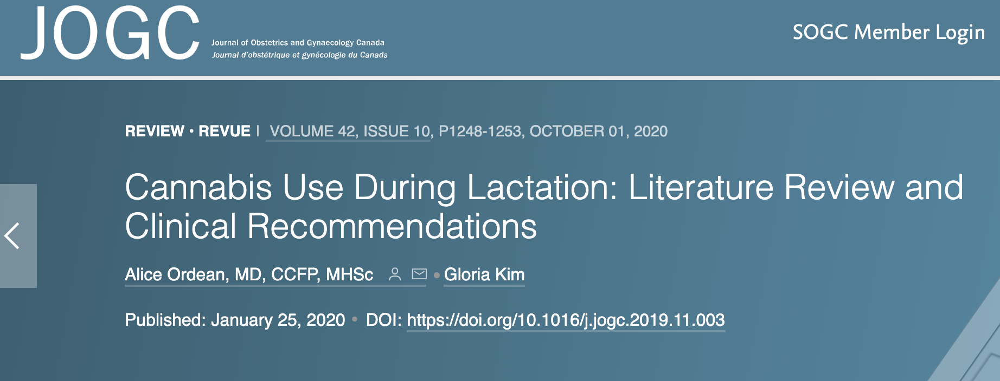 JOGC
Journal of Obstetrics and Gynaecology Canada
Journal d'obstétrique et gynécologie du Canada
SOGC Member Login
REVIEW • REVUE | VOLUME 42, ISSUE 10, P1248-1253, OCTOBER 01, 2020
Cannabis Use During Lactation: Literature Review and
Clinical Recommendations
Alice Ordean, MD, CCFP, MHSc • Gloria Kim
Published: January 25, 2020 • DOI: https://doi.org/10.1016/j.jogc.2019.11.003